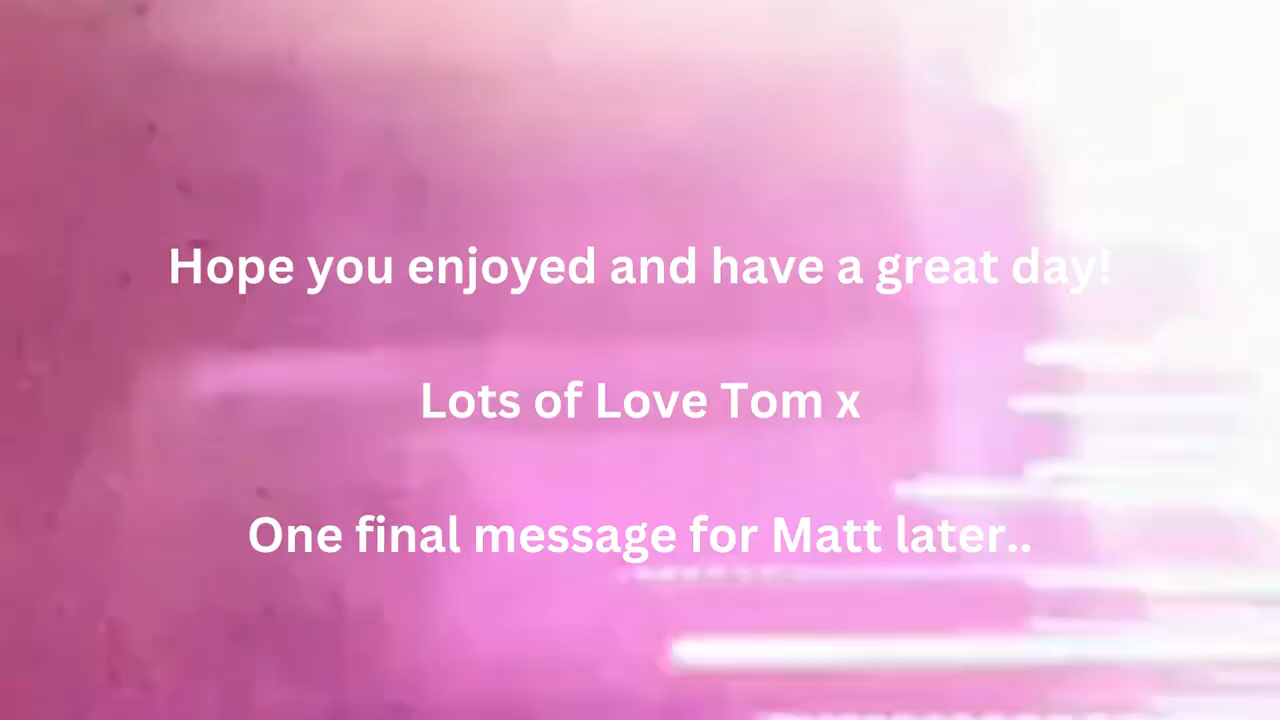 Hope you enjoyed and have a great day!
Lots of Love Tom x
One final message for Matt later..